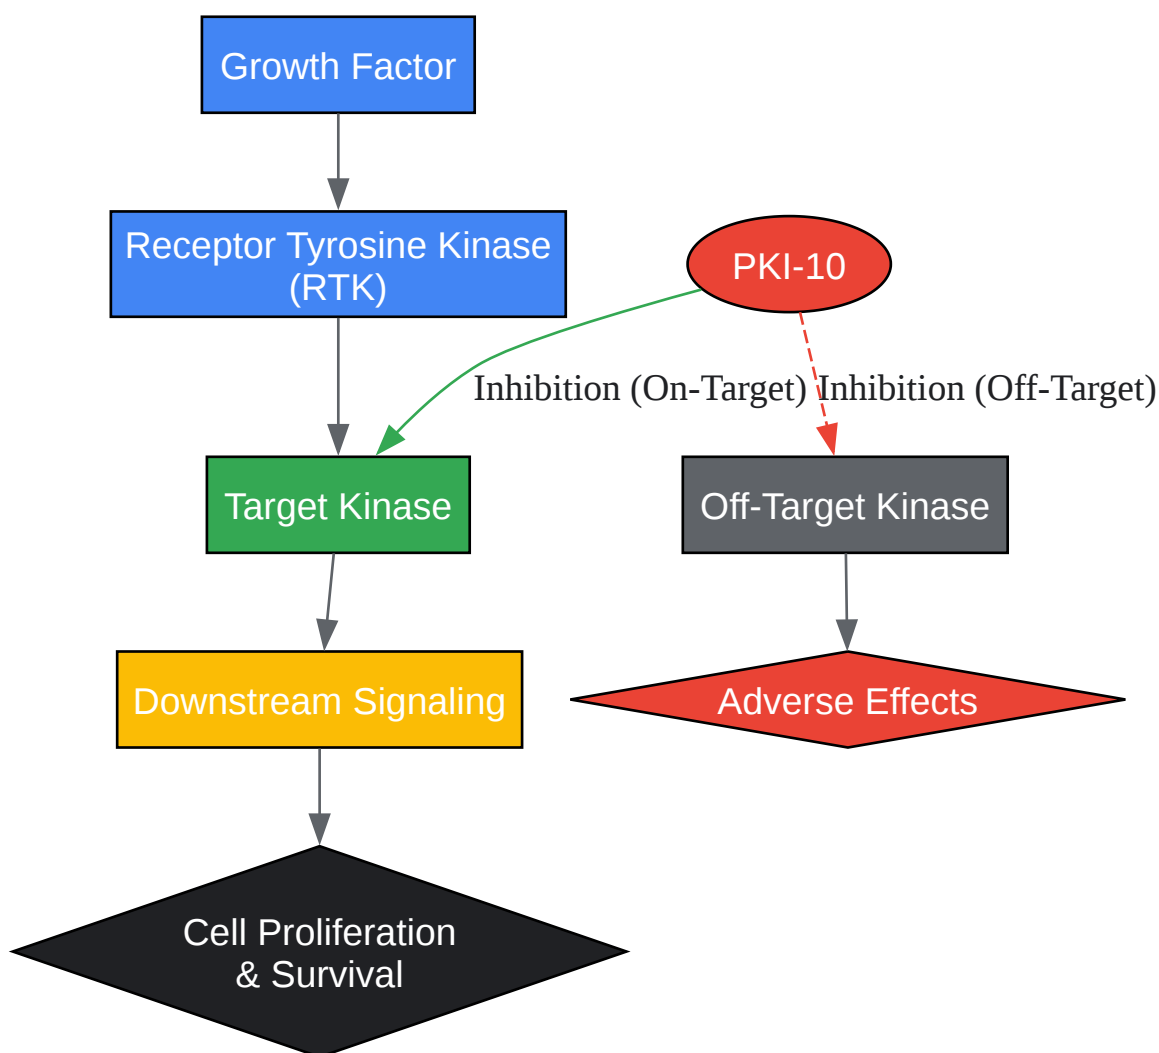 Growth Factor
Receptor Tyrosine Kinase
(RTK)
PKI-10
Inhibition (On-Target)
Inhibition (Off-Target)
Target Kinase
Off-Target Kinase
Downstream Signaling
Adverse Effects
Cell Proliferation
& Survival